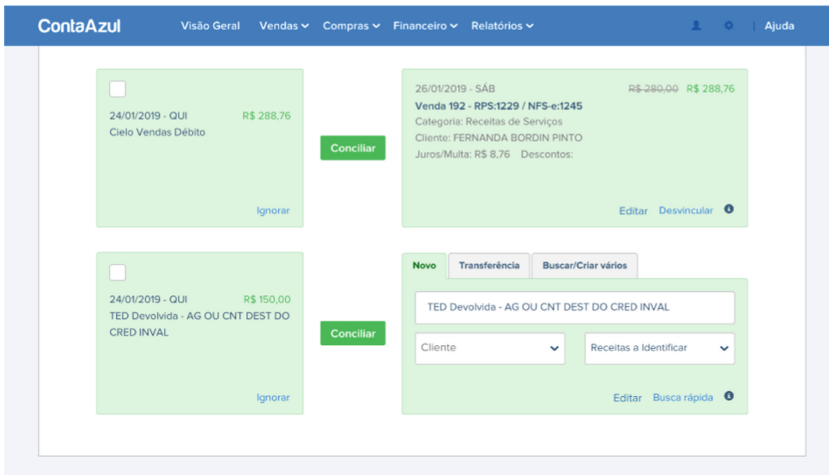 ContaAzul Visão Geral Vendas Compras Financeiro Relatórios Ajuda
24/01/2019 - QUI R$ 288,76
Cielo Vendas Débito
Ignorar
Conciliar
26/01/2019 - SÁB R$ 280,00 R$ 288,76
Venda 192 - RPS:1229 / NFS-e:1245
Categoria: Receitas de Serviços
Cliente: FERNANDA BORDIN PINTO
Juros/Multa: R$ 8,76 Descontos:
Editar Desvincular
24/01/2019 - QUI R$ 150,00
TED Devolvida - AG OU CNT DEST DO
CRED INVAL
Ignorar
Conciliar
Novo Transferência Buscar/Criar vários
TED Devolvida - AG OU CNT DEST DO CRED INVAL
Cliente Receitas a Identificar
Editar Busca rápida